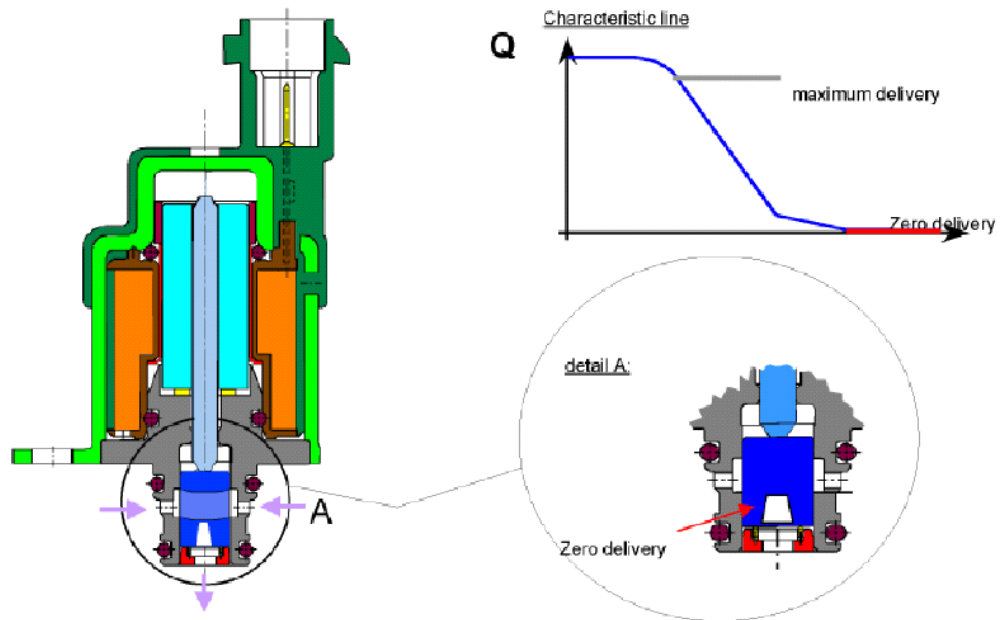 Characteristic line
Q
maximum delivery
Zero delivery
detail A:
A
Zero delivery